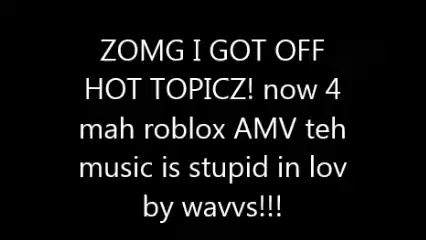 ZOMG I GOT OFF
HOT TOPICZ! now 4
mah roblox AMV teh
music is stupid in lov
by wavvs!!!